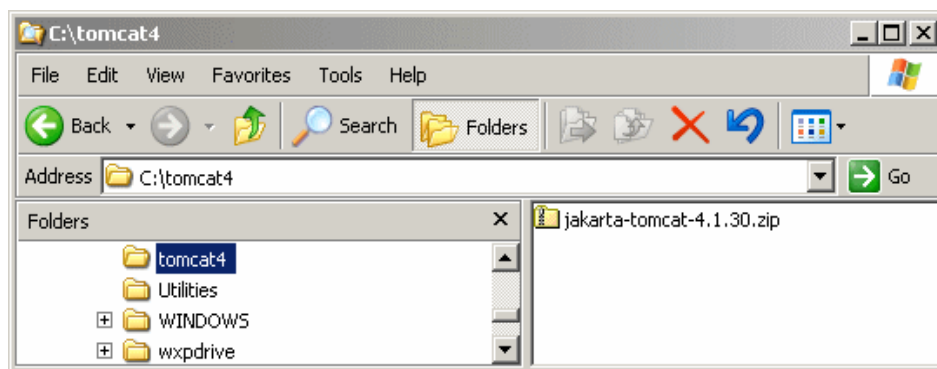 C:\tomcat4
File Edit View Favorites Tools Help
Back Search Folders
Address C:\tomcat4 Go
Folders
jakarta-tomcat-4.1.30.zip
tomcat4
Utilities
WINDOWS
wxpdrive